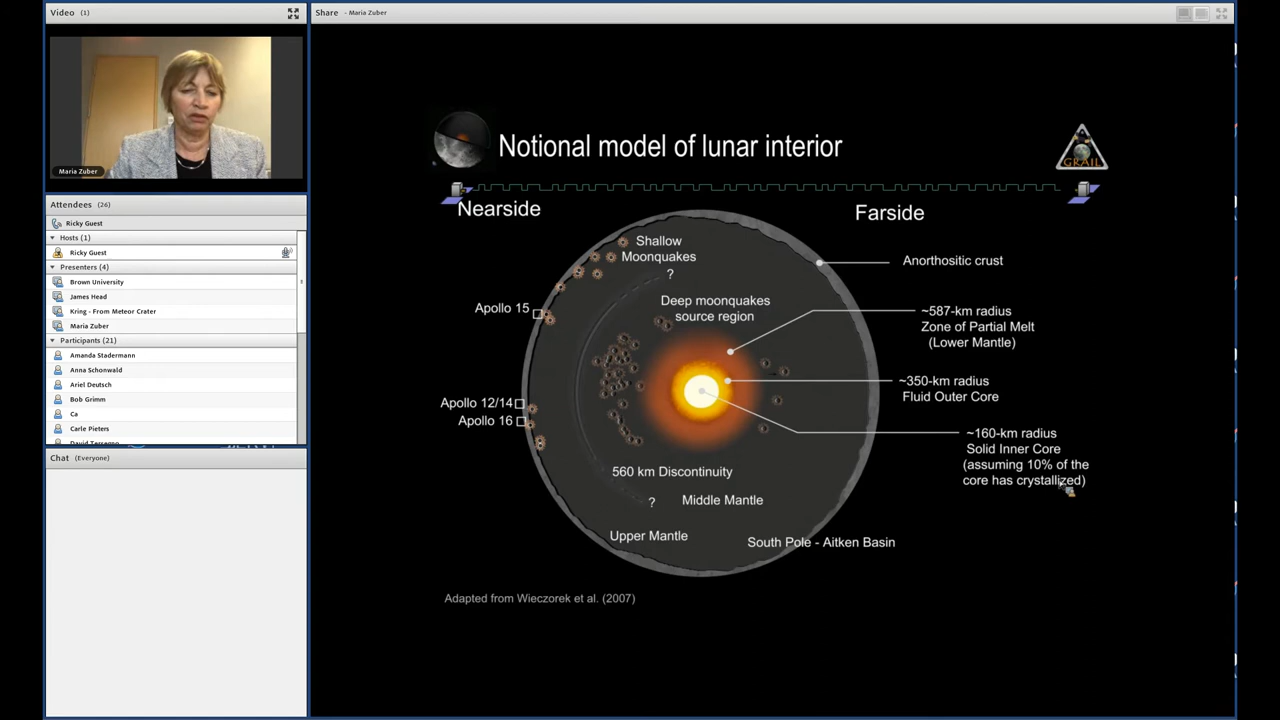 Video (1)
Maria Zuber
Attendees (26)
Ricky Guest
Hosts (1)
Ricky Guest
Presenters (4)
Brown University
James Head
Kring - From Meteor Crater
Maria Zuber
Participants (21)
Amanda Stadermann
Anna Schonwald
Ariel Deutsch
Bob Grimm
Ca
Carle Pieters
Chat (Everyone)
Share - Maria Zuber
Notional model of lunar interior
GRAIL
Nearside
Farside
Shallow
Moonquakes
?
Anorthositic crust
Deep moonquakes
source region
Apollo 15
~587-km radius
Zone of Partial Melt
(Lower Mantle)
~350-km radius
Fluid Outer Core
Apollo 12/14
Apollo 16
~160-km radius
Solid Inner Core
(assuming 10% of the
core has crystallized)
560 km Discontinuity
?
Middle Mantle
Upper Mantle
South Pole - Aitken Basin
Adapted from Wieczorek et al. (2007)